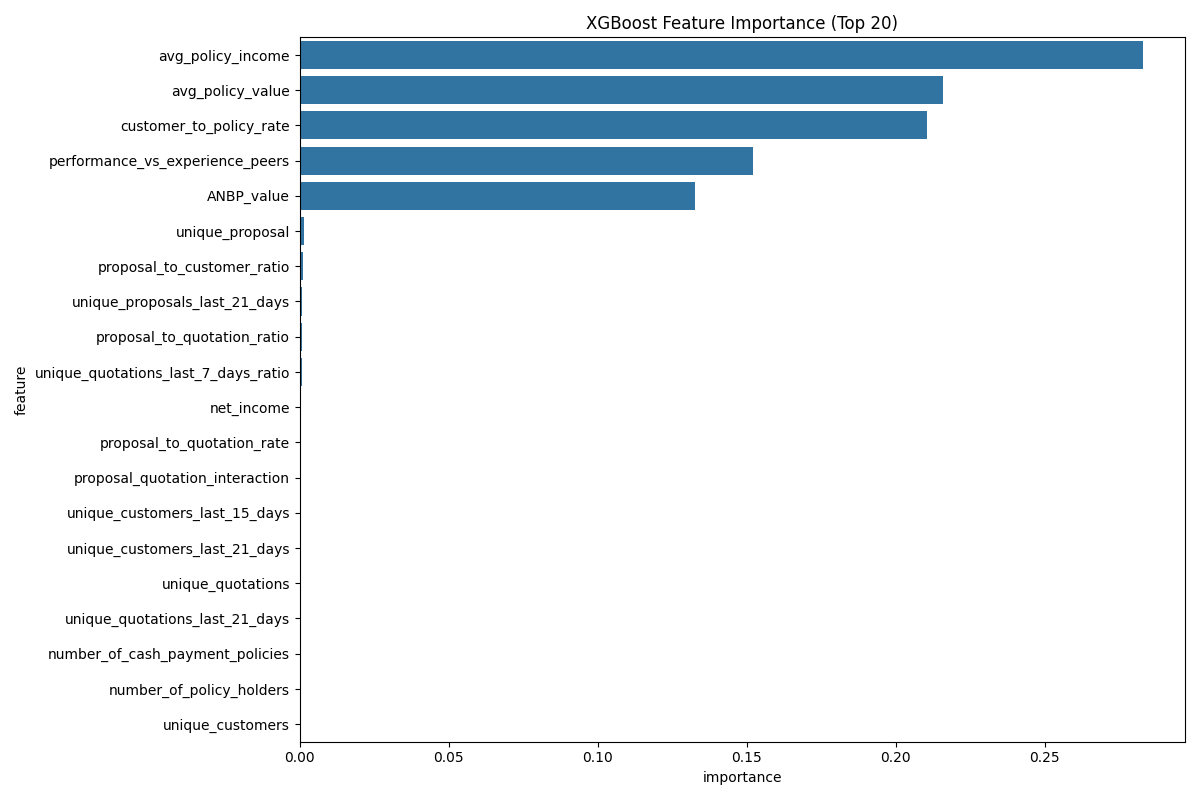 XGBoost Feature Importance (Top 20)
avg_policy_income
avg_policy_value
customer_to_policy_rate
performance_vs_experience_peers
ANBP_value
unique_proposal
proposal_to_customer_ratio
unique_proposals_last_21_days
proposal_to_quotation_ratio
unique_quotations_last_7_days_ratio
net_income
proposal_to_quotation_rate
proposal_quotation_interaction
unique_customers_last_15_days
unique_customers_last_21_days
unique_quotations
unique_quotations_last_21_days
number_of_cash_payment_policies
number_of_policy_holders
unique_customers
feature
0.00 0.05 0.10 0.15 0.20 0.25
importance